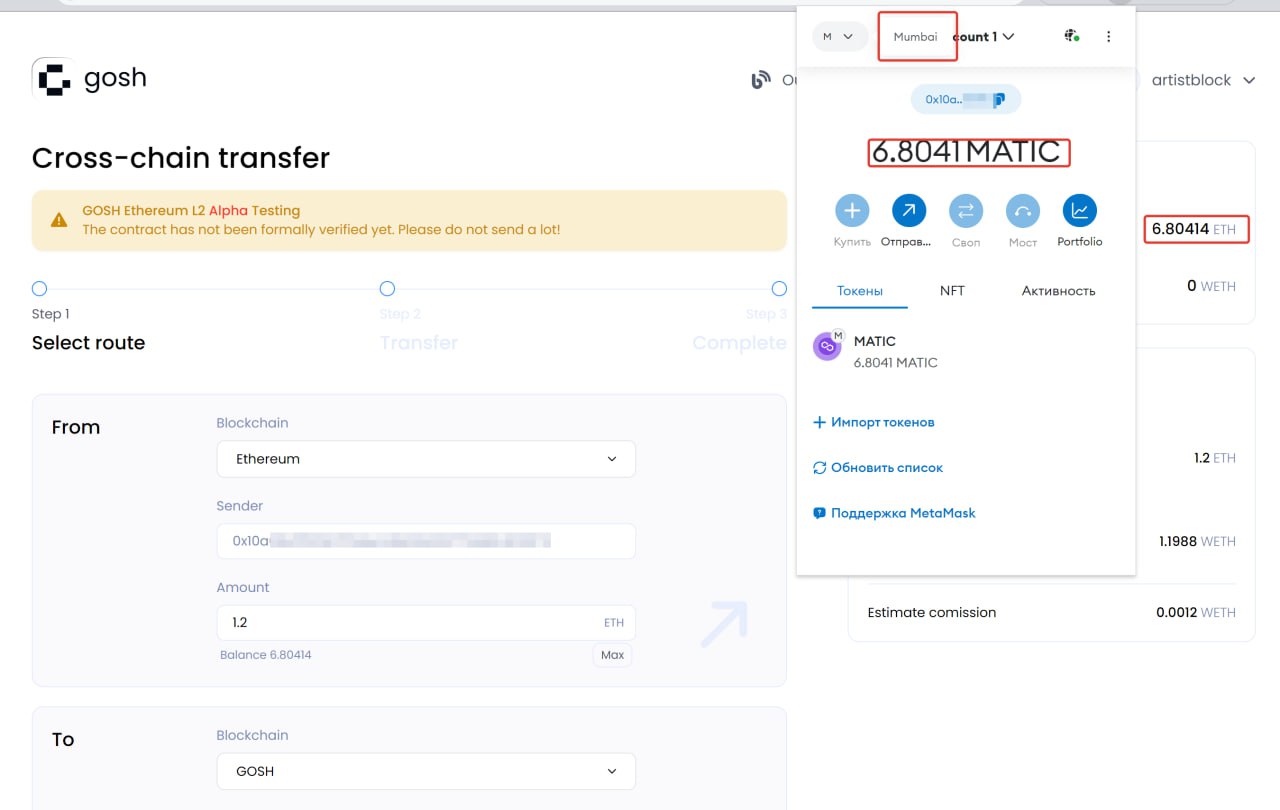 gosh
artistblock
Cross-chain transfer
GOSH Ethereum L2 Alpha Testing
The contract has not been formally verified yet. Please do not send a lot!
Step 1
Step 2
Step 3
Select route
Transfer
Complete
From
Blockchain
Ethereum
Sender
0x10a
Amount
1.2 ETH
Balance 6.80414
Max
To
Blockchain
GOSH
M
Mumbai
count 1
0x10a..
6.8041 MATIC
Купить
Отправ...
Своп
Мост
Portfolio
Токены
NFT
Активность
M
MATIC
6.8041 MATIC
Импорт токенов
Обновить список
Поддержка MetaMask
6.80414 ETH
0 WETH
1.2 ETH
1.1988 WETH
Estimate comission 0.0012 WETH